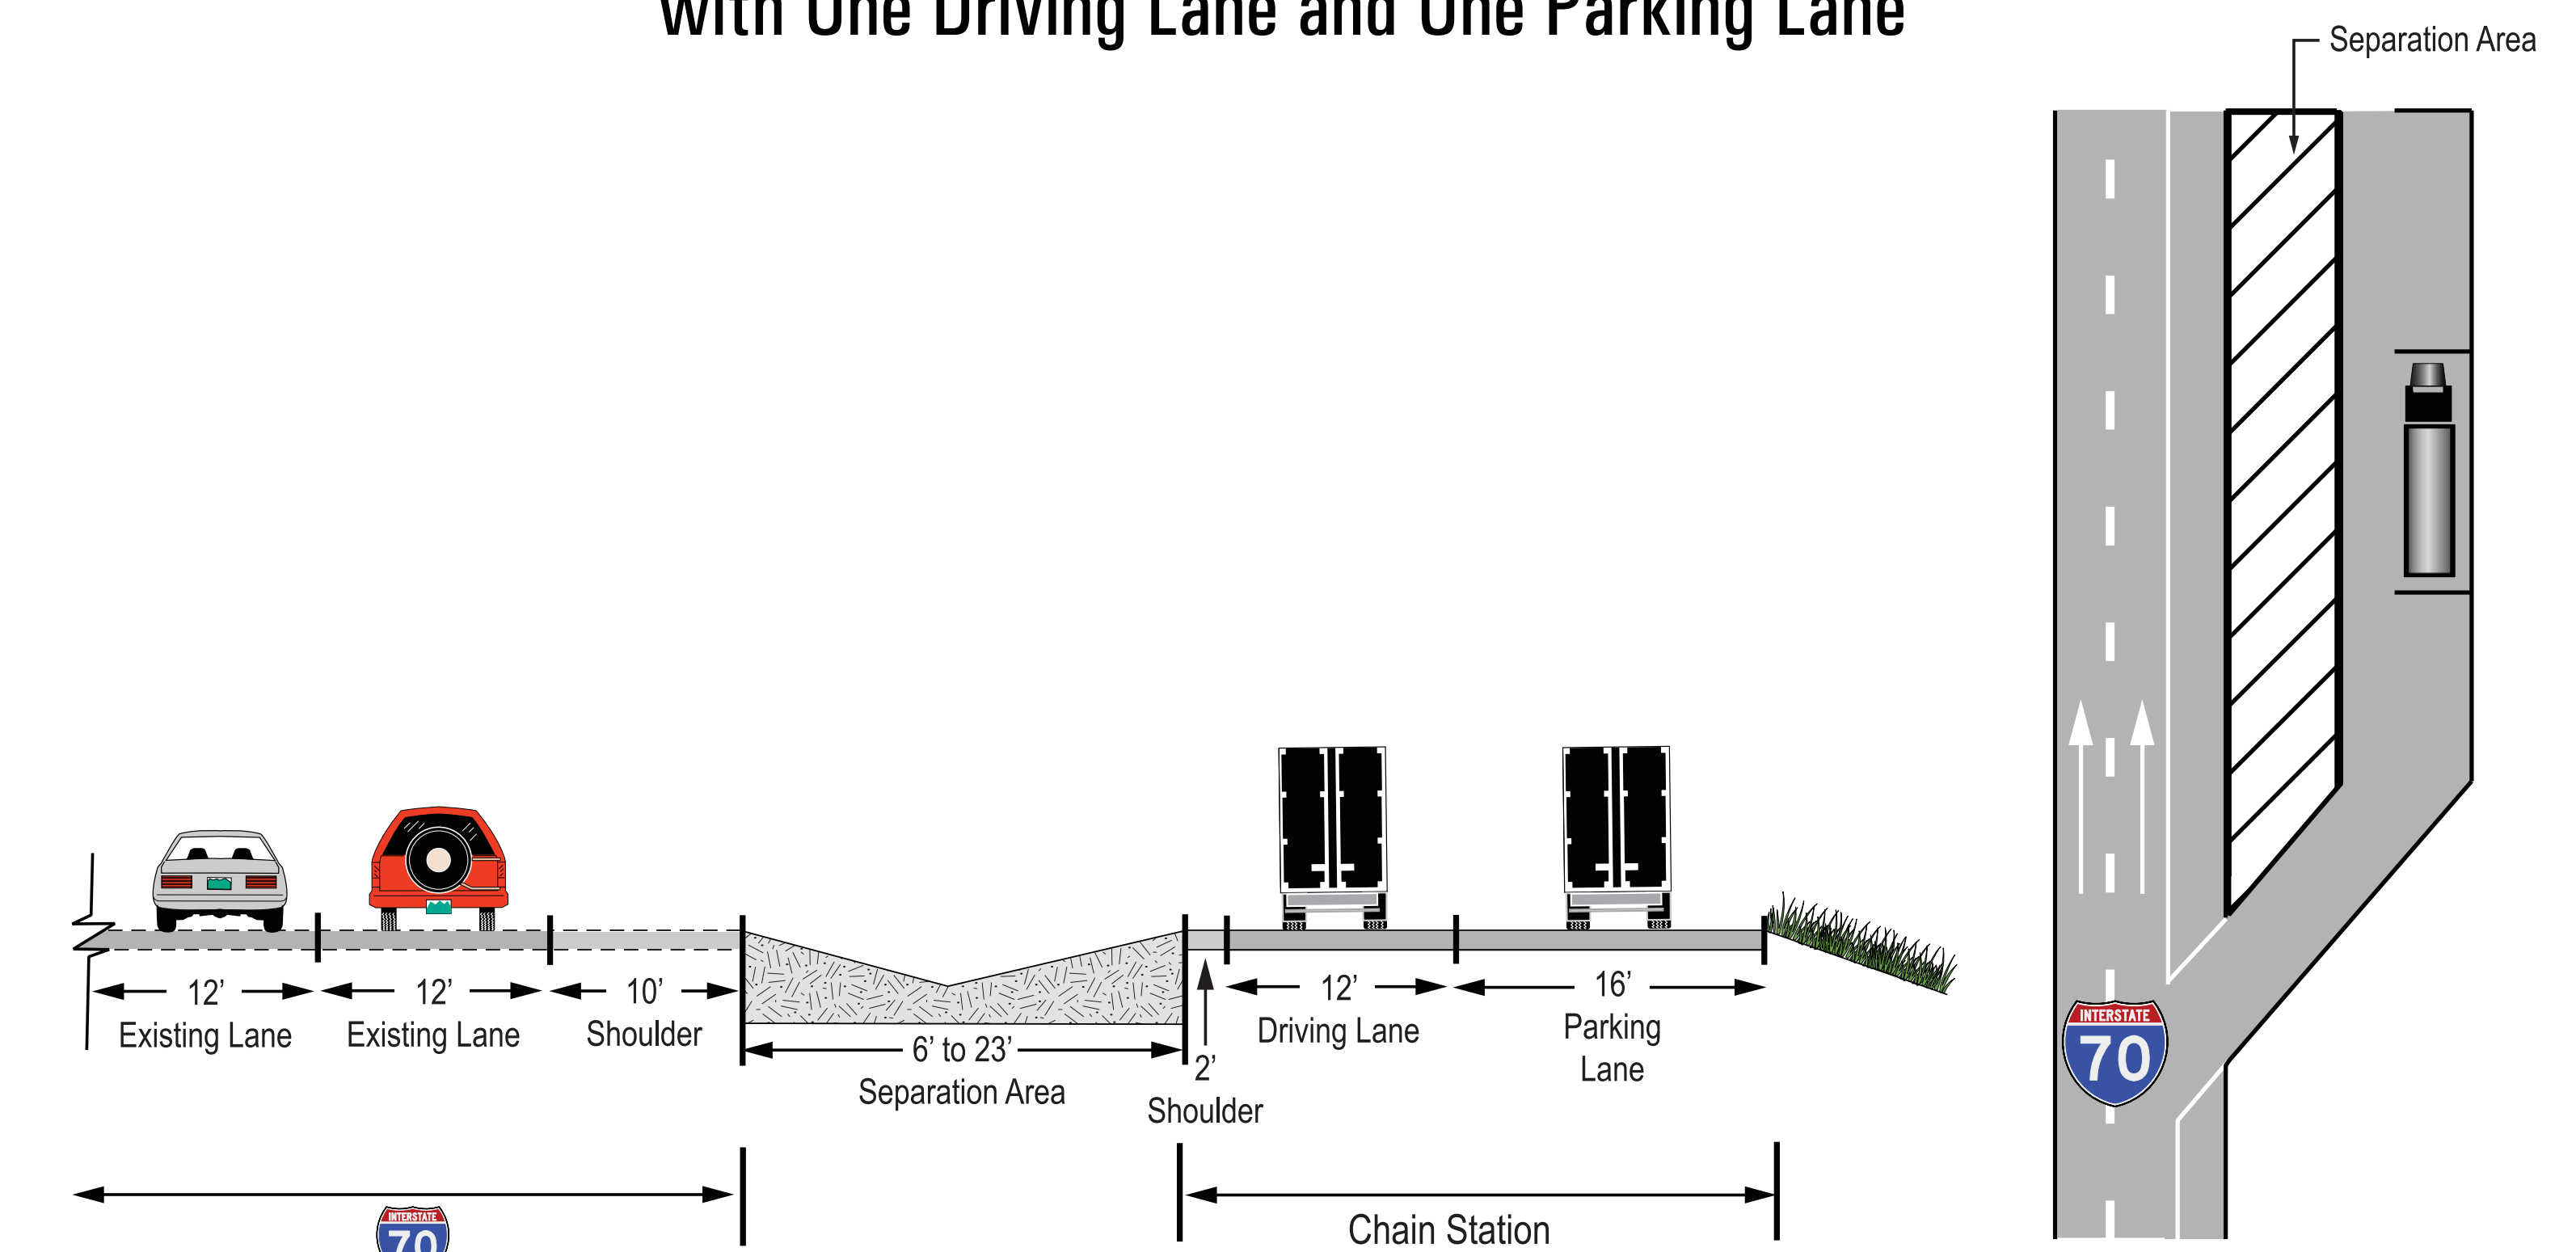 with One Driving Lane and One Parking Lane
Separation Area
12’
Existing Lane
12’
Existing Lane
10’
Shoulder
6’ to 23’
Separation Area
2’
Shoulder
12’
Driving Lane
16’
Parking
Lane
INTERSTATE
70
INTERSTATE
70
Chain Station